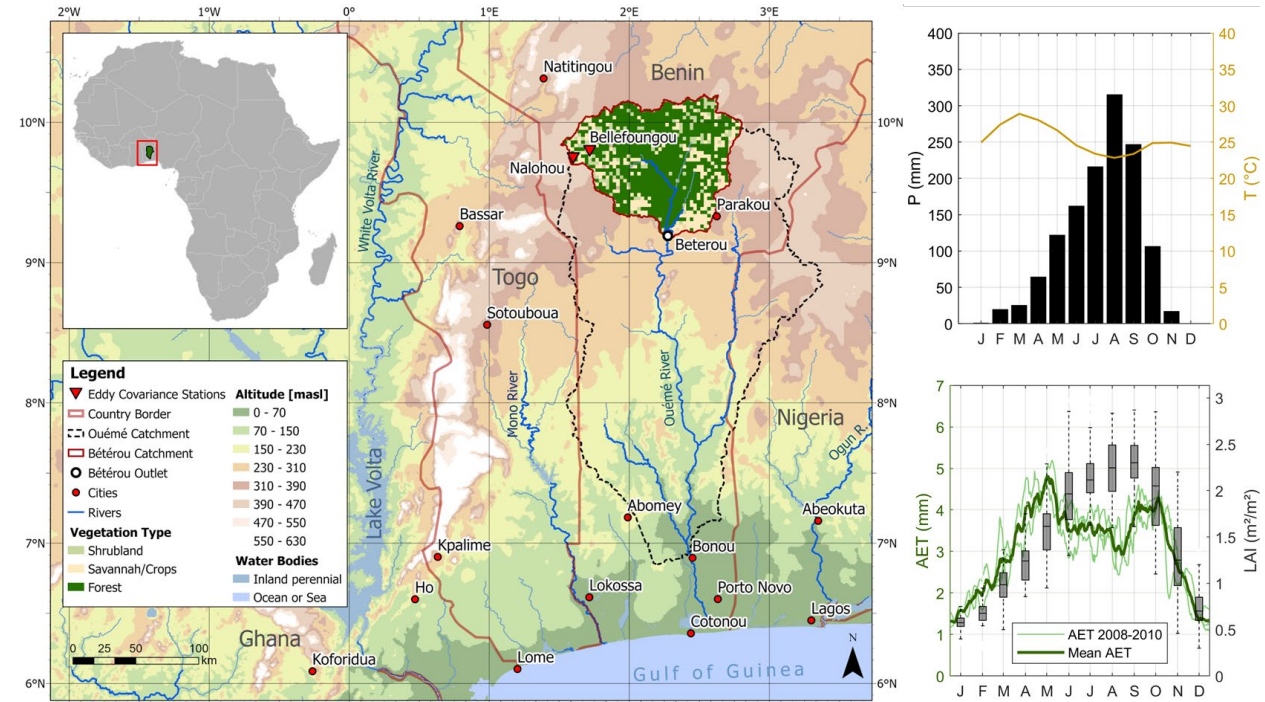 2°W 1°W 0° 1°E 2°E 3°E
10°N 10°N
9°N 9°N
8°N 8°N
7°N 7°N
6°N 6°N
Natitingou
Benin
Bellefoungou
Nalohou
White Volta River
Bassar
Parakou
Beterou
Togo
Sotouboua
Mono River
Ouémé River
Nigeria
Ogun R.
Lake Volta
Abomey
Abeokuta
Kpalime
Bonou
Ho
Lokossa
Porto Novo
Lagos
Cotonou
Ghana
Koforidua
Lome
Gulf of Guinea
N
0 25 50 100
km
Legend
Eddy Covariance Stations
Country Border
Ouémé Catchment
Bétérou Catchment
Bétérou Outlet
Cities
Rivers
Vegetation Type
Shrubland
Savannah/Crops
Forest
Altitude [masl]
0 - 70
70 - 150
150 - 230
230 - 310
310 - 390
390 - 470
470 - 550
550 - 630
Water Bodies
Inland perennial
Ocean or Sea
400 40
350 35
300 30
250 25
200 20
150 15
100 10
50 5
0 0
P (mm)
T (°C)
J F M A M J J A S O N D
7
6
5
4
3
2
1
0
AET (mm)
3
2.5
2
1.5
1
0.5
0
LAI (m²/m²)
AET 2008-2010
Mean AET
J F M A M J J A S O N D